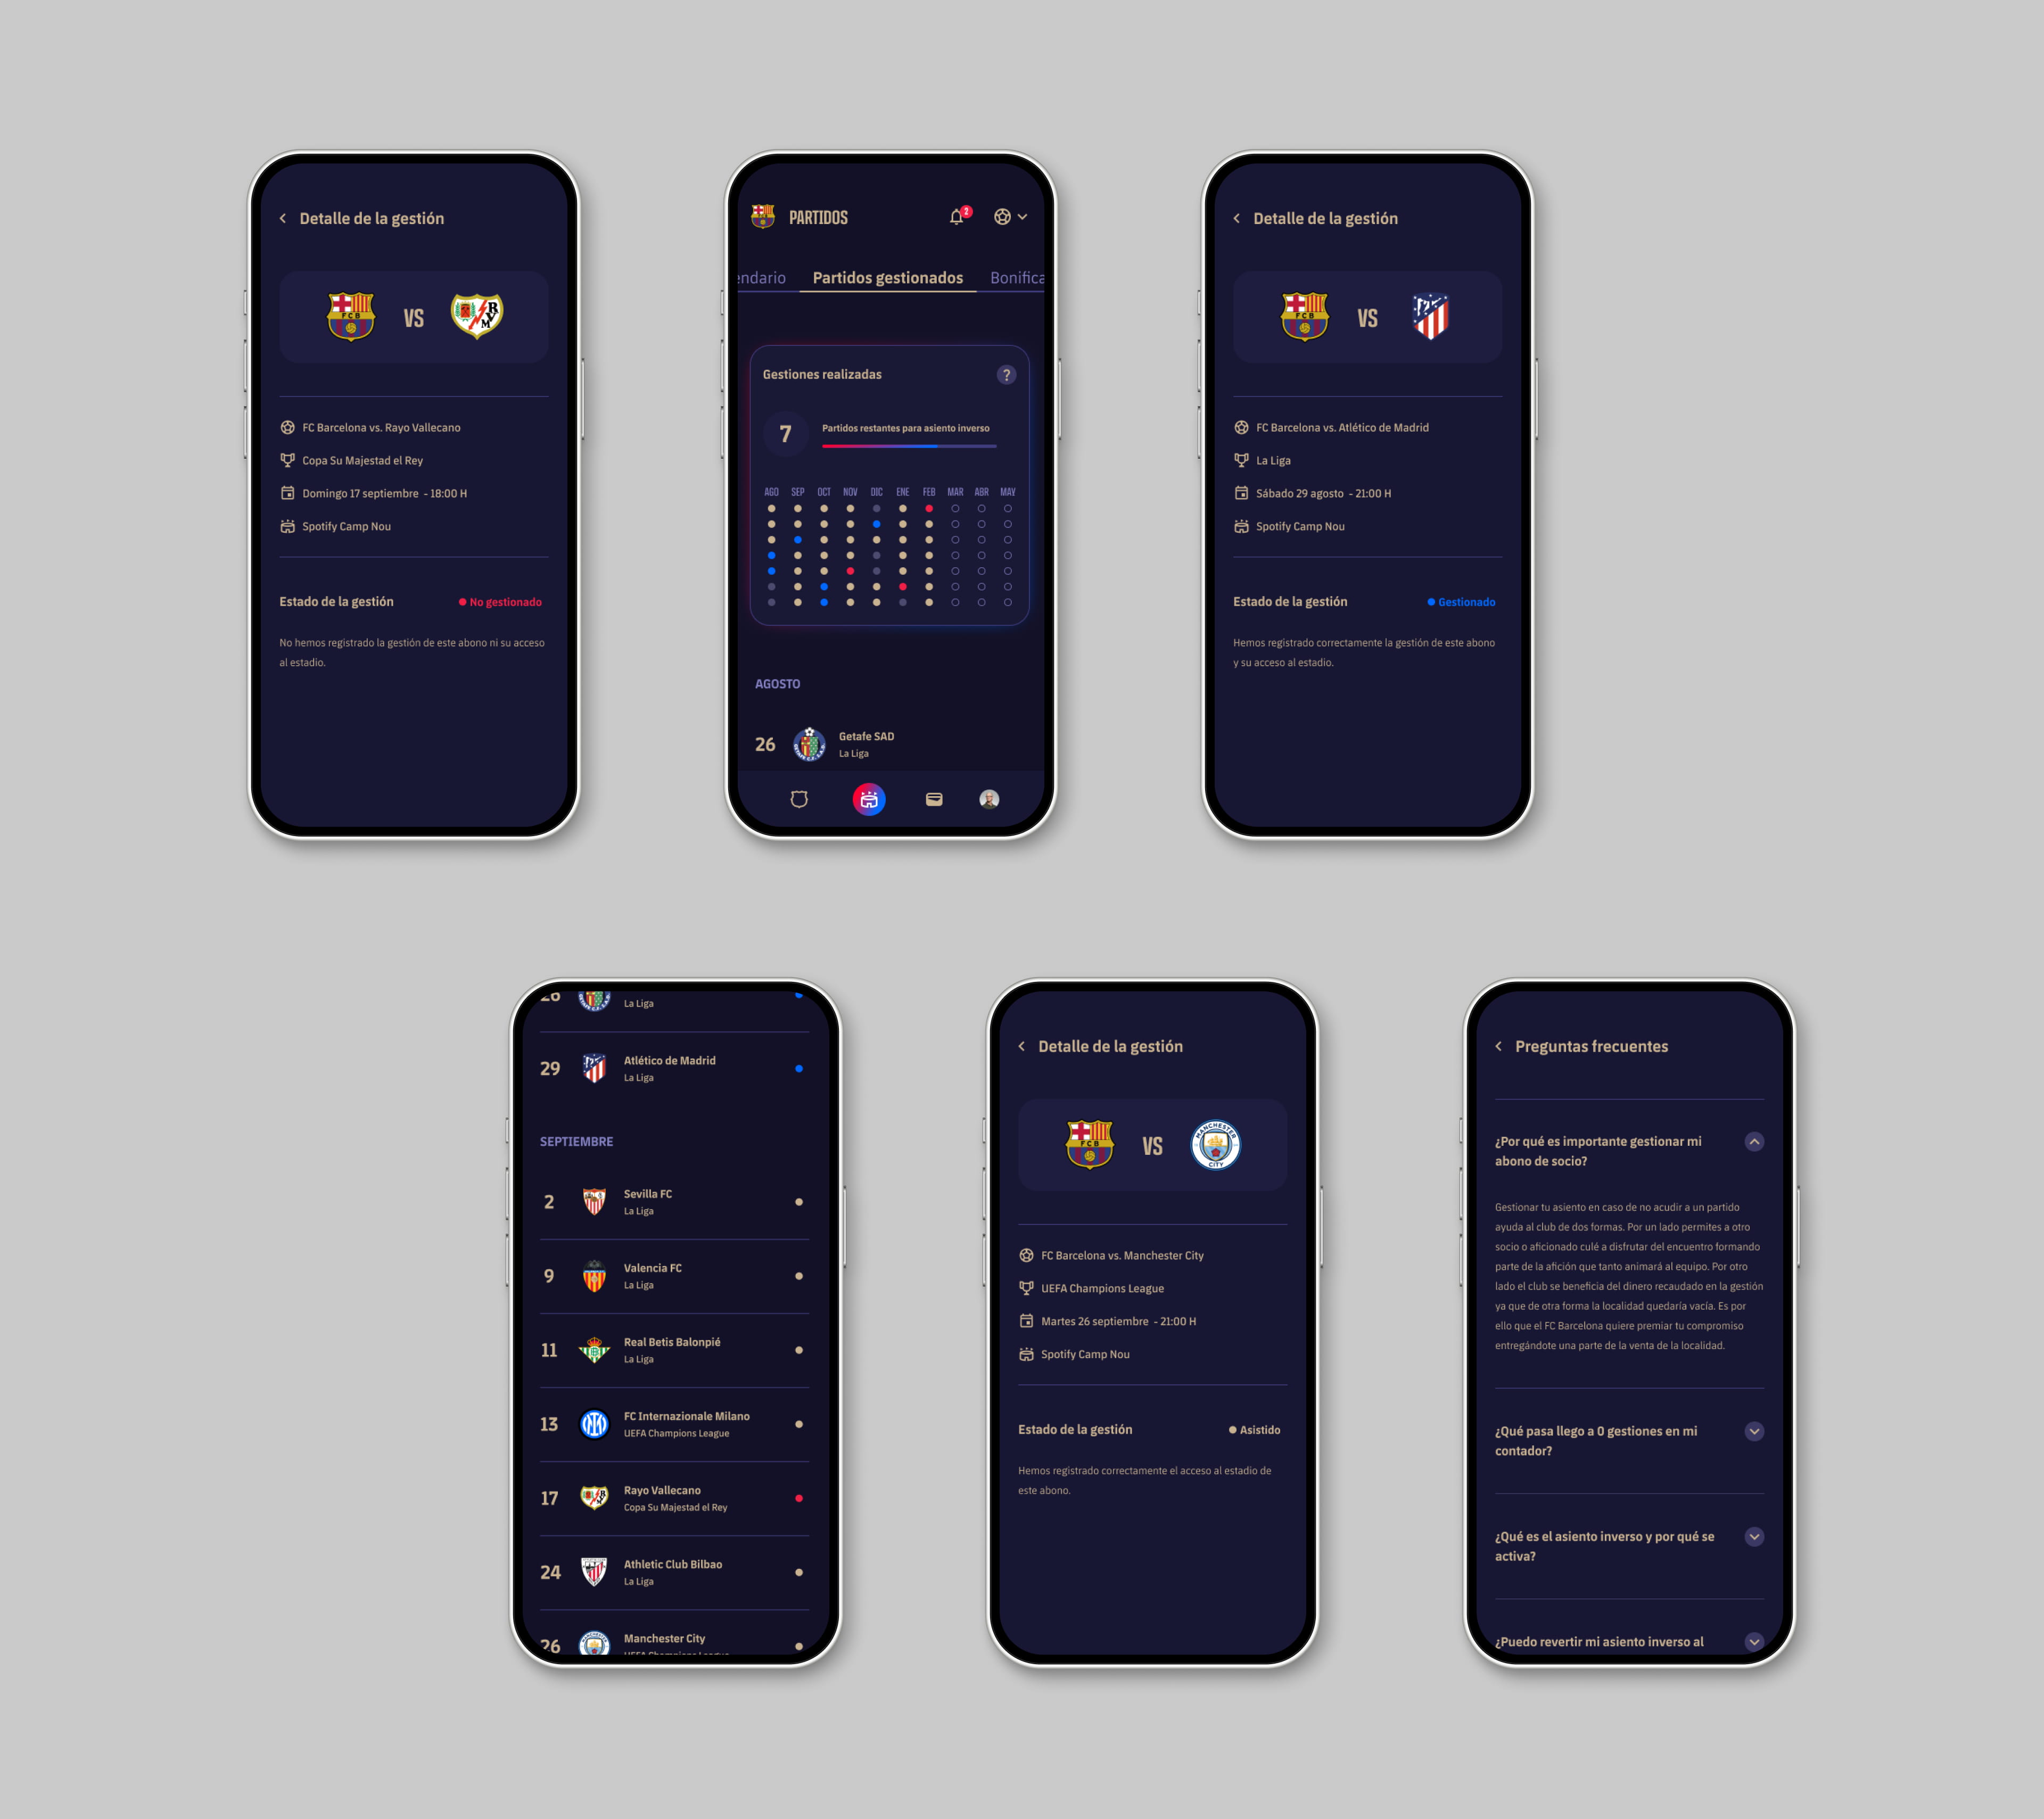 Detalle de la gestión
FCB
VS
RVM
FC Barcelona vs. Rayo Vallecano
Copa Su Majestad el Rey
Domingo 17 septiembre - 18:00 H
Spotify Camp Nou
Estado de la gestión
No gestionado
No hemos registrado la gestión de este abono ni su acceso
al estadio.
PARTIDOS
2
endario
Partidos gestionados
Bonifica
Gestiones realizadas
?
7
Partidos restantes para asiento inverso
AGO SEP OCT NOV DIC ENE FEB MAR ABR MAY
AGOSTO
26
Getafe SAD
La Liga
Detalle de la gestión
FCB
VS
FC Barcelona vs. Atlético de Madrid
La Liga
Sábado 29 agosto - 21:00 H
Spotify Camp Nou
Estado de la gestión
Gestionado
Hemos registrado correctamente la gestión de este abono
y su acceso al estadio.
26
La Liga
29
Atlético de Madrid
La Liga
SEPTIEMBRE
2
Sevilla FC
La Liga
9
Valencia FC
La Liga
11
Real Betis Balonpié
La Liga
13
FC Internazionale Milano
UEFA Champions League
17
Rayo Vallecano
Copa Su Majestad el Rey
24
Athletic Club Bilbao
La Liga
26
Manchester City
UEFA Champions League
Detalle de la gestión
FCB
VS
MANCHESTER
CITY
FC Barcelona vs. Manchester City
UEFA Champions League
Martes 26 septiembre - 21:00 H
Spotify Camp Nou
Estado de la gestión
Asistido
Hemos registrado correctamente el acceso al estadio de
este abono.
Preguntas frecuentes
¿Por qué es importante gestionar mi
abono de socio?
Gestionar tu asiento en caso de no acudir a un partido
ayuda al club de dos formas. Por un lado permites a otro
socio o aficionado culé a disfrutar del encuentro formando
parte de la afición que tanto animará al equipo. Por otro
lado el club se beneficia del dinero recaudado en la gestión
ya que de otra forma la localidad quedaría vacía. Es por
ello que el FC Barcelona quiere premiar tu compromiso
entregándote una parte de la venta de la localidad.
¿Qué pasa llego a 0 gestiones en mi
contador?
¿Qué es el asiento inverso y por qué se
activa?
¿Puedo revertir mi asiento inverso al